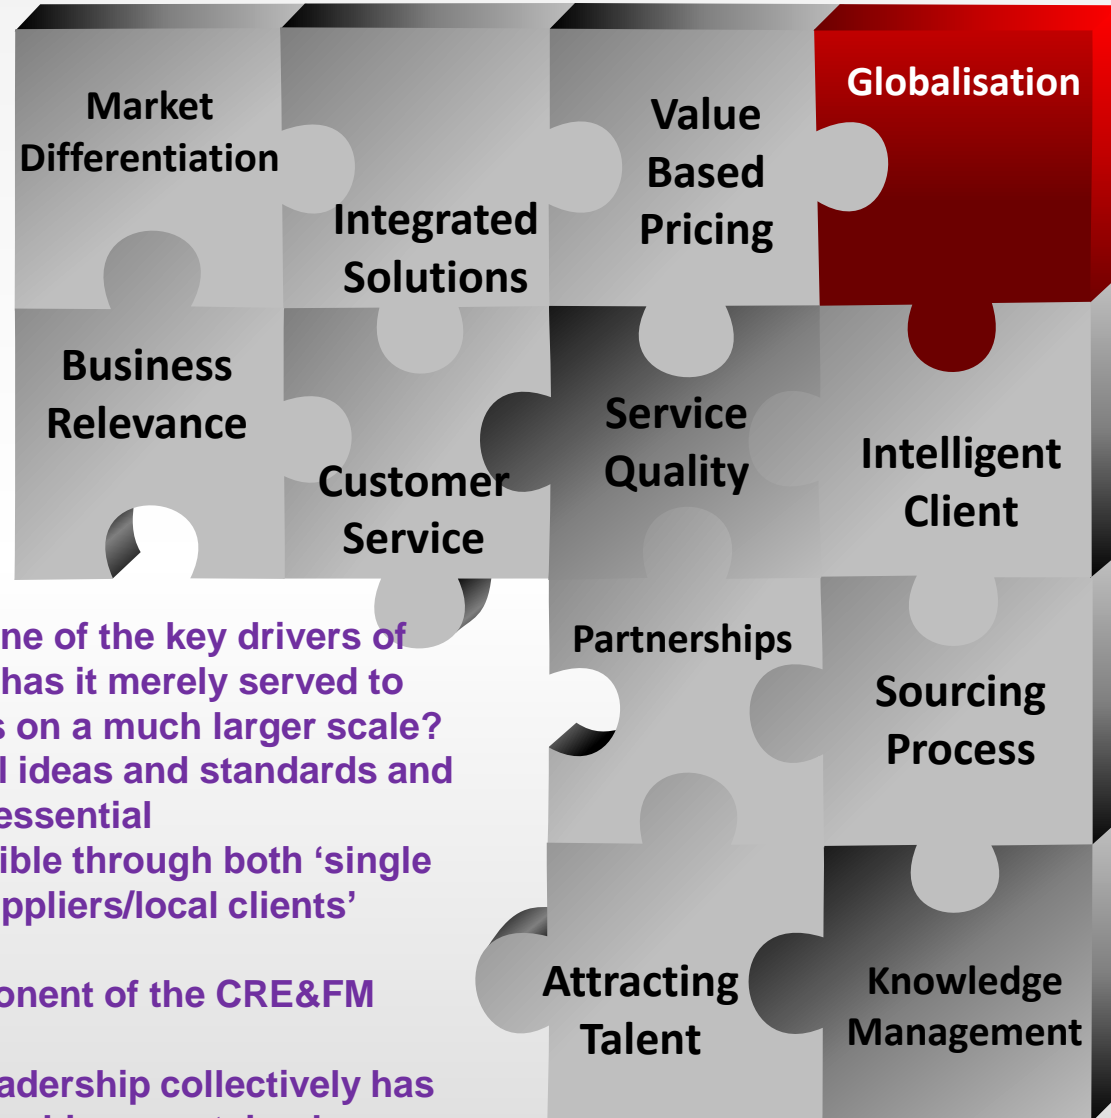 Market
Differentiation
Integrated
Solutions
Value
Based
Pricing
Globalisation
Business
Relevance
Customer
Service
Service
Quality
Intelligent
Client
Partnerships
Sourcing
Process
Attracting
Talent
Knowledge
Management
ne of the key drivers of
has it merely served to
s on a much larger scale?
l ideas and standards and
essential
ible through both ‘single
ppliers/local clients’
onent of the CRE&FM
adership collectively has